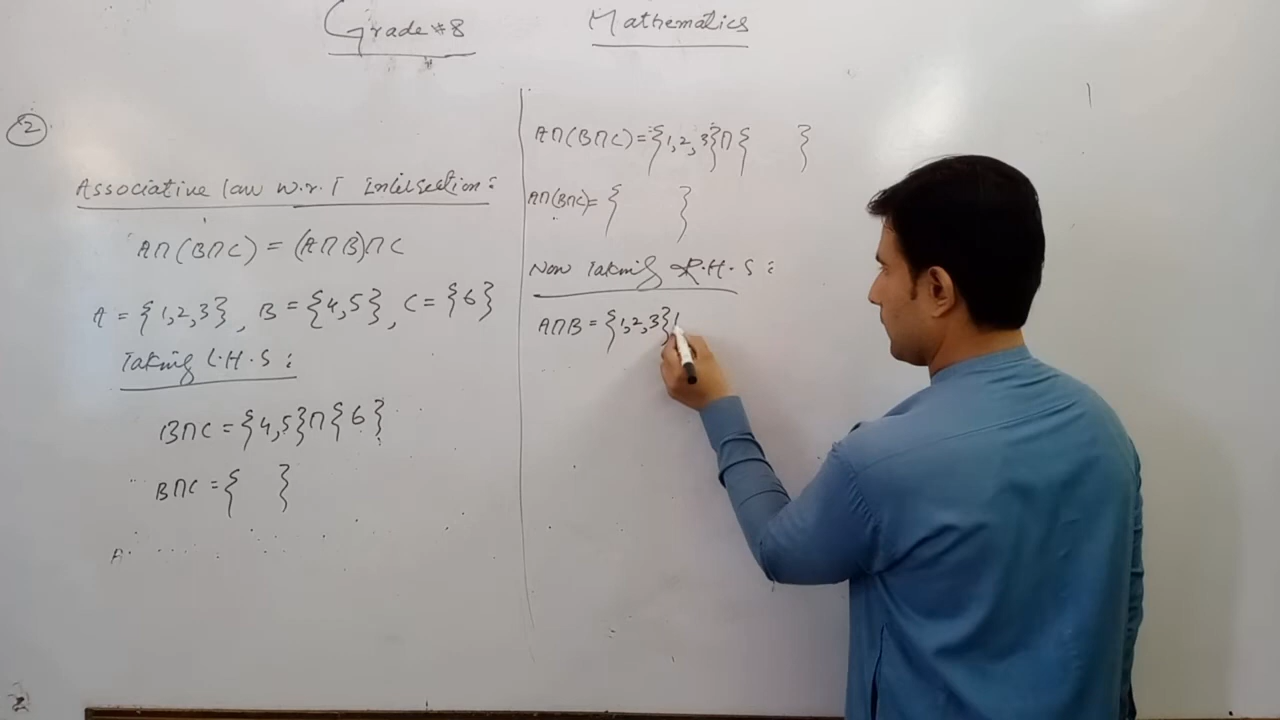 Grade # 8 Mathematics
2
Associative law w.r.T Intersection:
A∩(B∩C) = (A∩B)∩C
A = {1,2,3}, B = {4,5}, C = {6}
Taking L.H.S:
B∩C = {4,5}∩{6}
B∩C = { }
A
A∩(B∩C) = {1,2,3}∩{ }
A∩(B∩C) = { }
Now Taking R.H.S:
A∩B = {1,2,3}